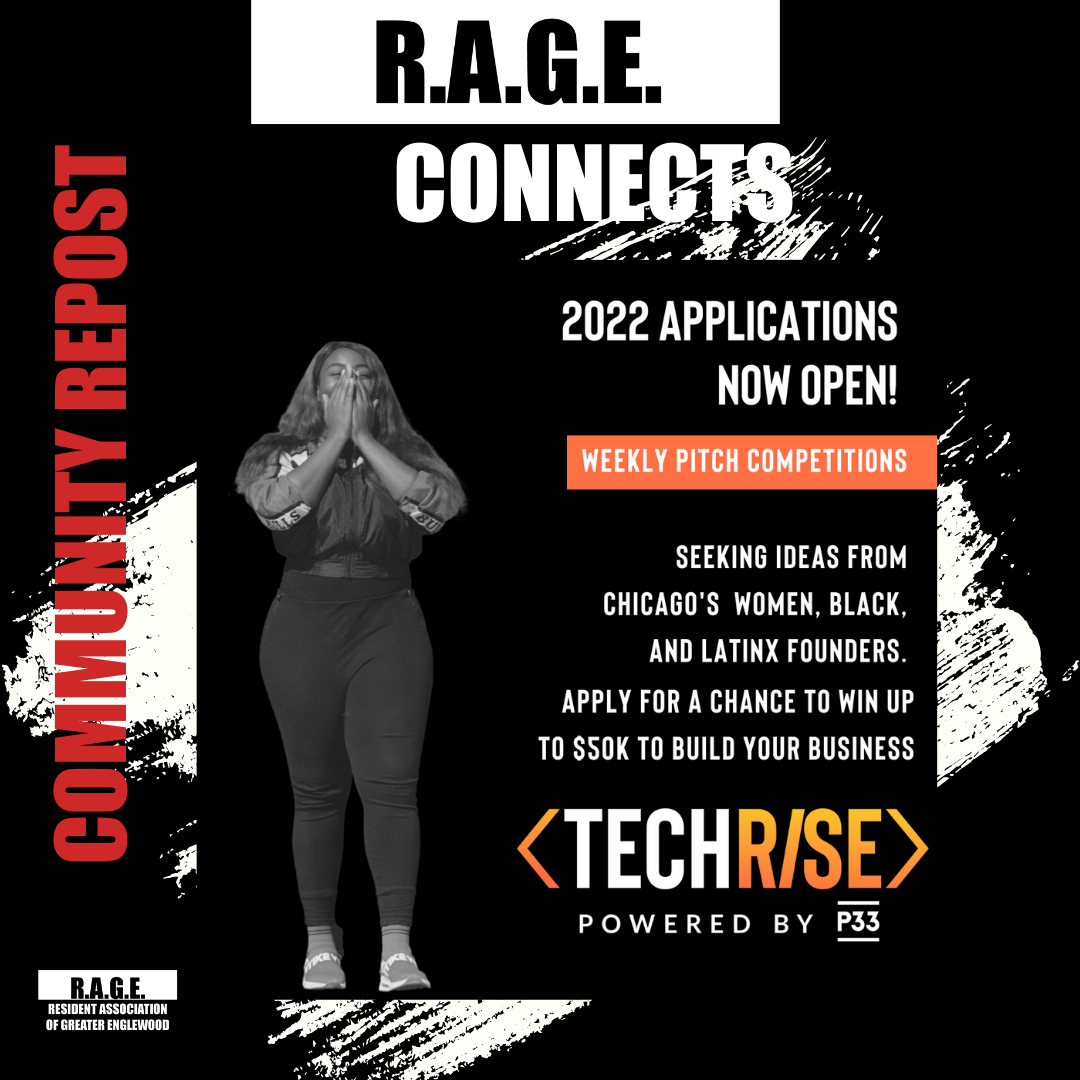 R.A.G.E.
CONNECTS
COMMUNITY REPOST
2022 APPLICATIONS
NOW OPEN!
WEEKLY PITCH COMPETITIONS
SEEKING IDEAS FROM
CHICAGO'S WOMEN, BLACK,
AND LATINX FOUNDERS.
APPLY FOR A CHANCE TO WIN UP
TO $50K TO BUILD YOUR BUSINESS
<TECHR/SE>
POWERED BY P33
R.A.G.E.
RESIDENT ASSOCIATION
OF GREATER ENGLEWOOD